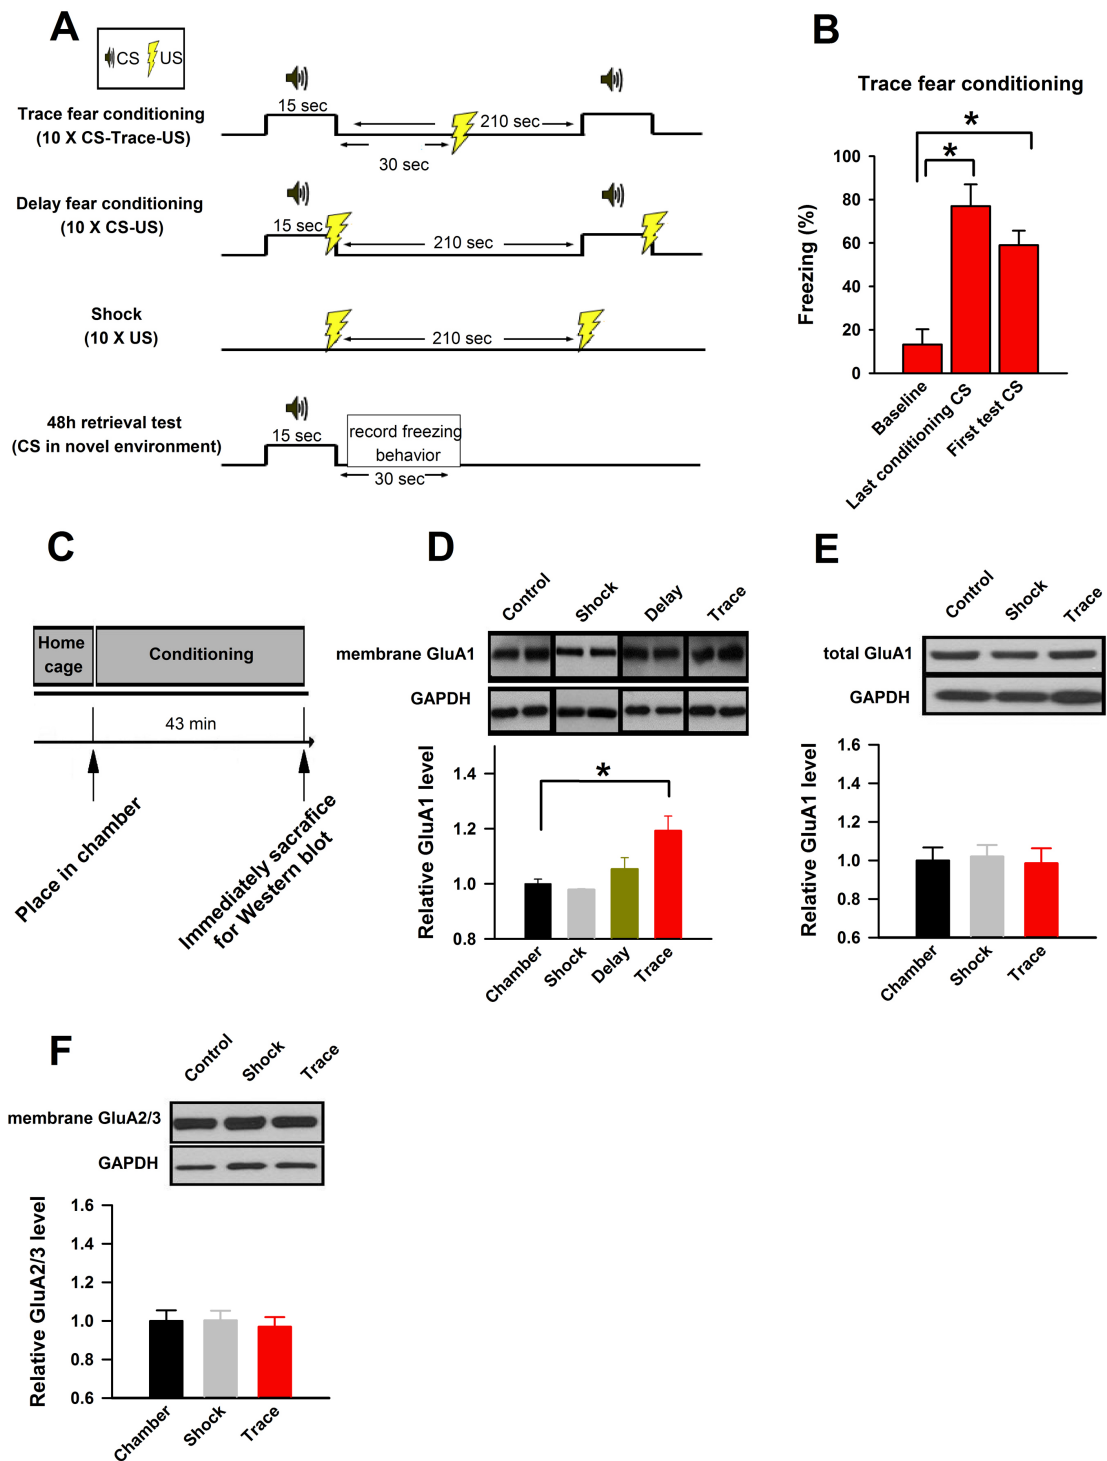 A
CS US
Trace fear conditioning
(10 X CS-Trace-US)
15 sec
210 sec
30 sec
Delay fear conditioning
(10 X CS-US)
15 sec
210 sec
Shock
(10 X US)
210 sec
48h retrieval test
(CS in novel environment)
15 sec
record freezing
behavior
30 sec
B
Trace fear conditioning
*
*
Freezing (%)
100
80
60
40
20
0
Baseline
Last conditioning CS
First test CS
C
Home
cage
Conditioning
43 min
Place in chamber
Immediately sacrafice
for Western blot
D
Control
Shock
Delay
Trace
membrane GluA1
GAPDH
*
Relative GluA1 level
1.4
1.2
1.0
0.8
Chamber
Shock
Delay
Trace
E
Control
Shock
Trace
total GluA1
GAPDH
Relative GluA1 level
1.6
1.4
1.2
1.0
0.8
0.6
Chamber
Shock
Trace
F
Control
Shock
Trace
membrane GluA2/3
GAPDH
Relative GluA2/3 level
1.6
1.4
1.2
1.0
0.8
0.6
Chamber
Shock
Trace